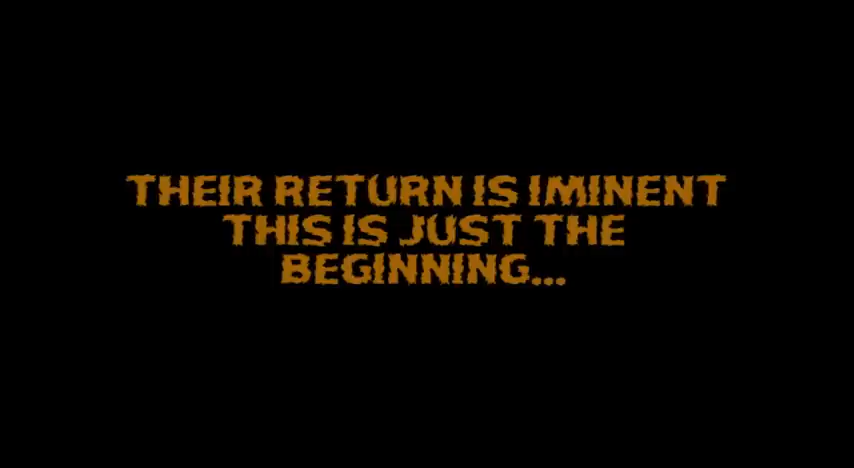 THEIR RETURN IS IMINENT
THIS IS JUST THE
BEGINNING...